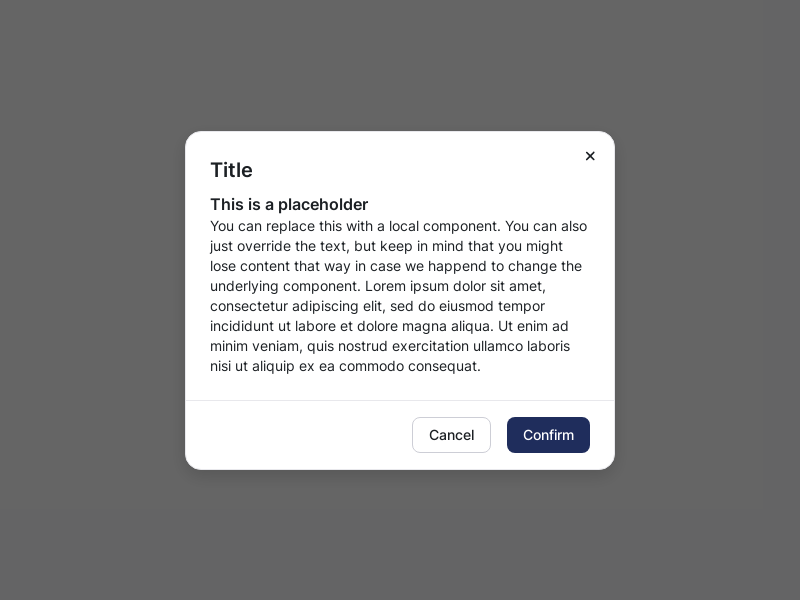 Title
This is a placeholder
You can replace this with a local component. You can also
just override the text, but keep in mind that you might
lose content that way in case we happend to change the
underlying component. Lorem ipsum dolor sit amet,
consectetur adipiscing elit, sed do eiusmod tempor
incididunt ut labore et dolore magna aliqua. Ut enim ad
minim veniam, quis nostrud exercitation ullamco laboris
nisi ut aliquip ex ea commodo consequat.
Cancel
Confirm